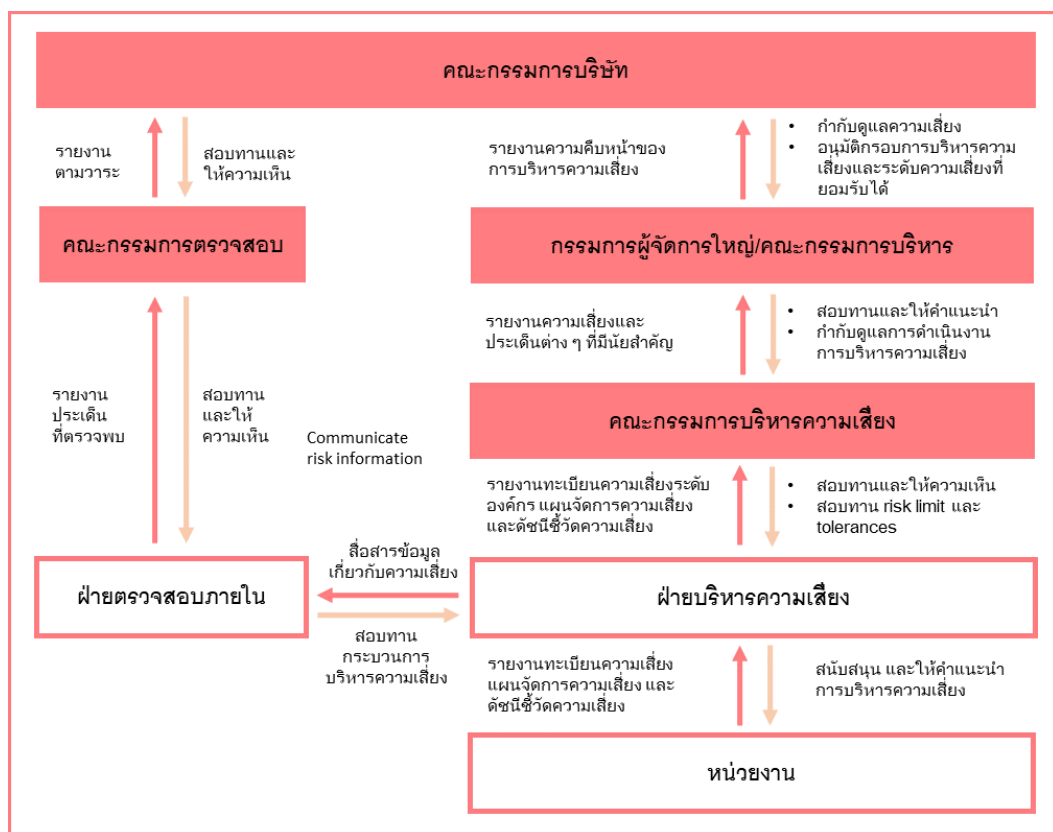 คณะกรรมการบริษัท
รายงาน
ตามวาระ
สอบทานและ
ให้ความเห็น
รายงานความคืบหน้าของ
การบริหารความเสี่ยง
• กำกับดูแลความเสี่ยง
• อนุมัติกรอบการบริหารความ
เสี่ยงและระดับความเสี่ยงที่
ยอมรับได้
คณะกรรมการตรวจสอบ
กรรมการผู้จัดการใหญ่/คณะกรรมการบริหาร
รายงานความเสี่ยงและ
ประเด็นต่าง ๆ ที่มีนัยสำคัญ
• สอบทานและให้คำแนะนำ
• กำกับดูแลการดำเนินงาน
การบริหารความเสี่ยง
รายงาน
ประเด็น
ที่ตรวจพบ
สอบทาน
และให้
ความเห็น
คณะกรรมการบริหารความเสี่ยง
Communicate
risk information
รายงานทะเบียนความเสี่ยงระดับ
องค์กร แผนจัดการความเสี่ยง
และดัชนีชี้วัดความเสี่ยง
• สอบทานและให้ความเห็น
• สอบทาน risk limit และ
tolerances
สื่อสารข้อมูล
เกี่ยวกับความเสี่ยง
ฝ่ายตรวจสอบภายใน
ฝ่ายบริหารความเสี่ยง
สอบทาน
กระบวนการ
บริหารความเสี่ยง
รายงานทะเบียนความเสี่ยง
แผนจัดการความเสี่ยง และ
ดัชนีชี้วัดความเสี่ยง
สนับสนุน และให้คำแนะนำ
การบริหารความเสี่ยง
หน่วยงาน